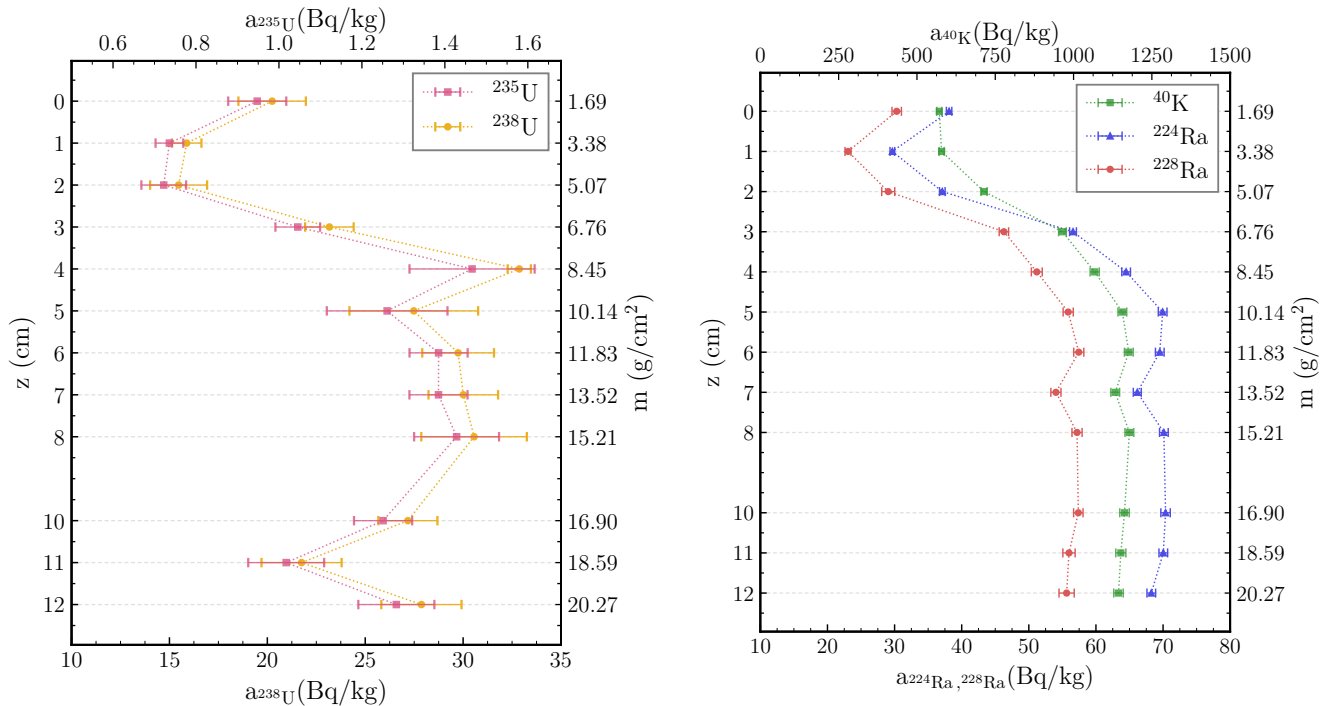 a235U(Bq/kg)
0.6 0.8 1.0 1.2 1.4 1.6
235U
238U
z (cm)
0 1.69
1 3.38
2 5.07
3 6.76
4 8.45
5 10.14
6 11.83
7 13.52
8 15.21
10 16.90
11 18.59
12 20.27
m (g/cm2)
10 15 20 25 30 35
a238U(Bq/kg)
a40K(Bq/kg)
0 250 500 750 1000 1250 1500
40K
224Ra
228Ra
z (cm)
0 1.69
1 3.38
2 5.07
3 6.76
4 8.45
5 10.14
6 11.83
7 13.52
8 15.21
10 16.90
11 18.59
12 20.27
m (g/cm2)
10 20 30 40 50 60 70 80
a224Ra,228Ra(Bq/kg)